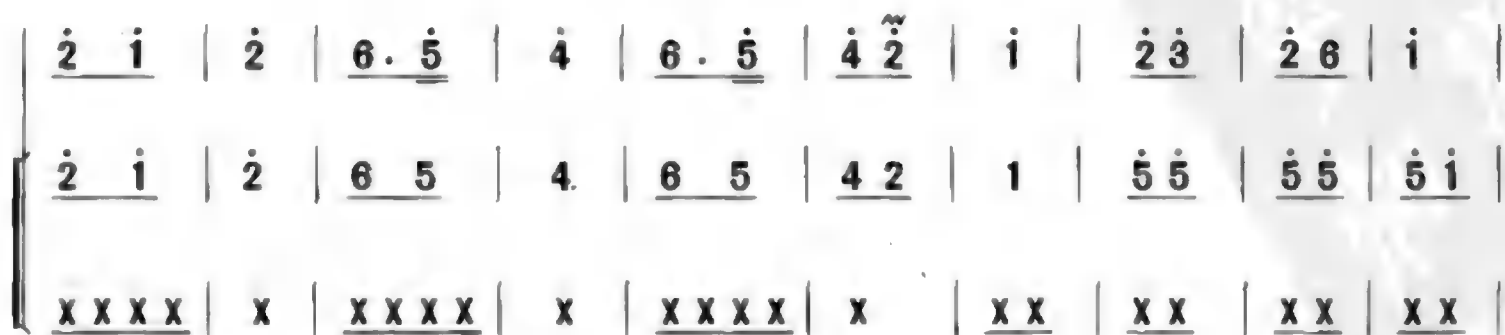 | 2̇ 1̇ | 2̇ | 6. 5̇ | 4̇ | 6. 5̇ | 4̇ 2̇ | 1̇ | 2̇ 3̇ | 2̇ 6 | 1̇ |
| 2̇ 1̇ | 2̇ | 6 5 | 4. | 6 5 | 4 2 | 1 | 5̇ 5̇ | 5̇ 5̇ | 5̇ 1̇ |
X X X X | X | X X X X | X | X X X X | X | X X | X X | X X | X X |